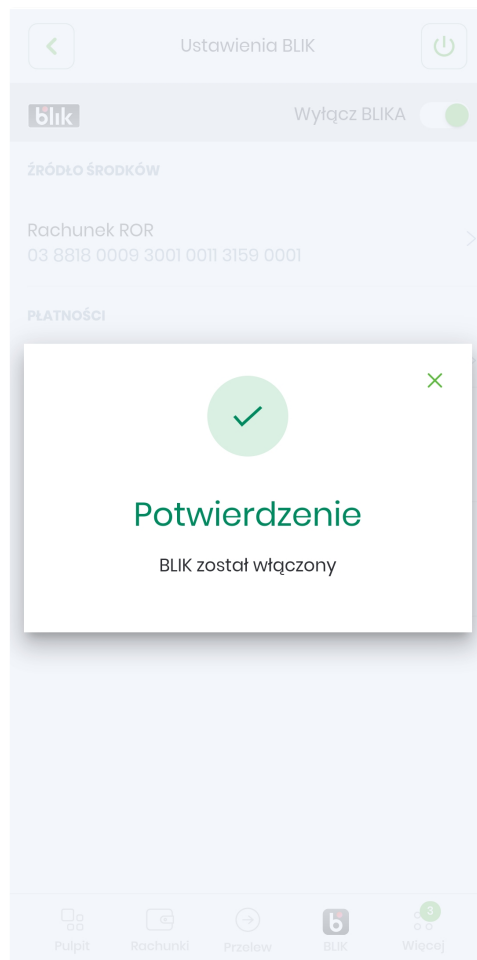 Ustawienia BLIK
blik Wyłącz BLIKA
ŹRÓDŁO ŚRODKÓW
Rachunek ROR
03 8818 0009 3001 0011 3159 0001
PŁATNOŚCI
Potwierdzenie
BLIK został włączony
3
Pulpit Rachunki Przelew BLIK Więcej